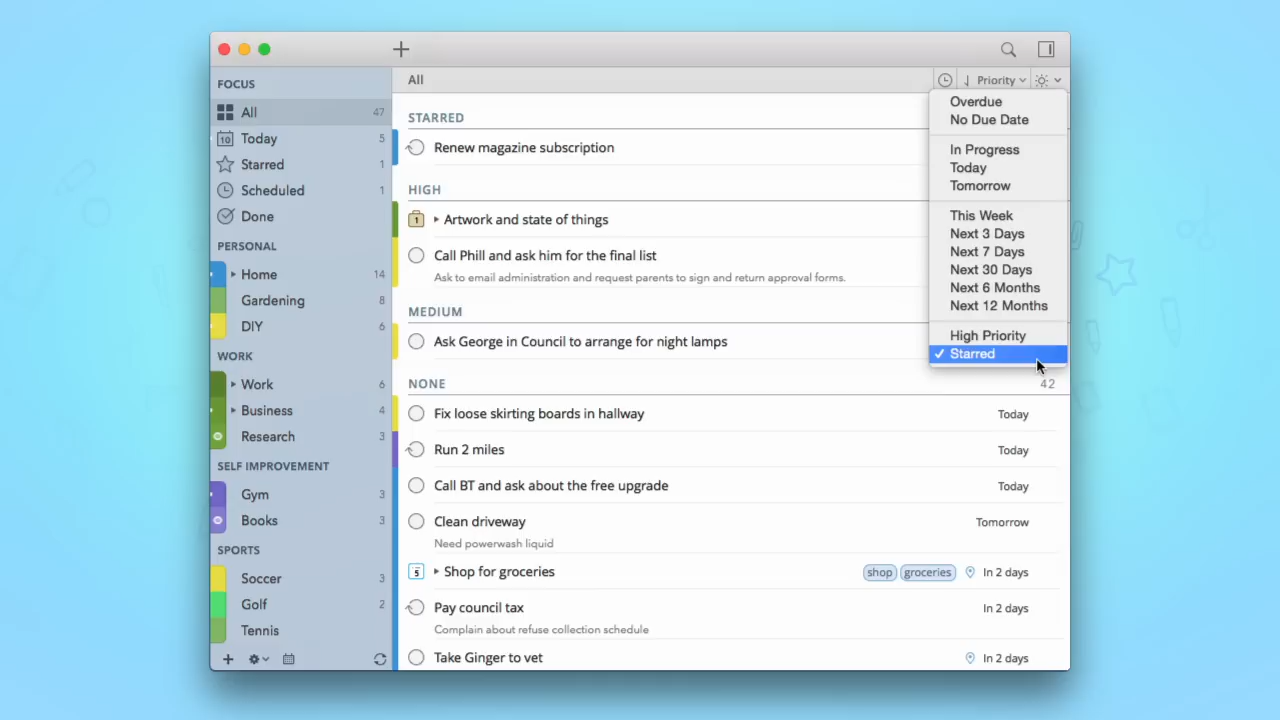 FOCUS
All 47
10 Today 5
Starred 1
Scheduled 1
Done
PERSONAL
Home 14
Gardening 8
DIY 6
WORK
Work 6
Business 4
Research 3
SELF IMPROVEMENT
Gym 3
Books 3
SPORTS
Soccer 3
Golf 2
Tennis
All
Priority
STARRED
Renew magazine subscription
HIGH
1 Artwork and state of things
Call Phill and ask him for the final list
Ask to email administration and request parents to sign and return approval forms.
MEDIUM
Ask George in Council to arrange for night lamps
NONE 42
Fix loose skirting boards in hallway Today
Run 2 miles Today
Call BT and ask about the free upgrade Today
Clean driveway Tomorrow
Need powerwash liquid
5 Shop for groceries shop groceries In 2 days
Pay council tax In 2 days
Complain about refuse collection schedule
Take Ginger to vet In 2 days
Overdue
No Due Date
In Progress
Today
Tomorrow
This Week
Next 3 Days
Next 7 Days
Next 30 Days
Next 6 Months
Next 12 Months
High Priority
✓ Starred